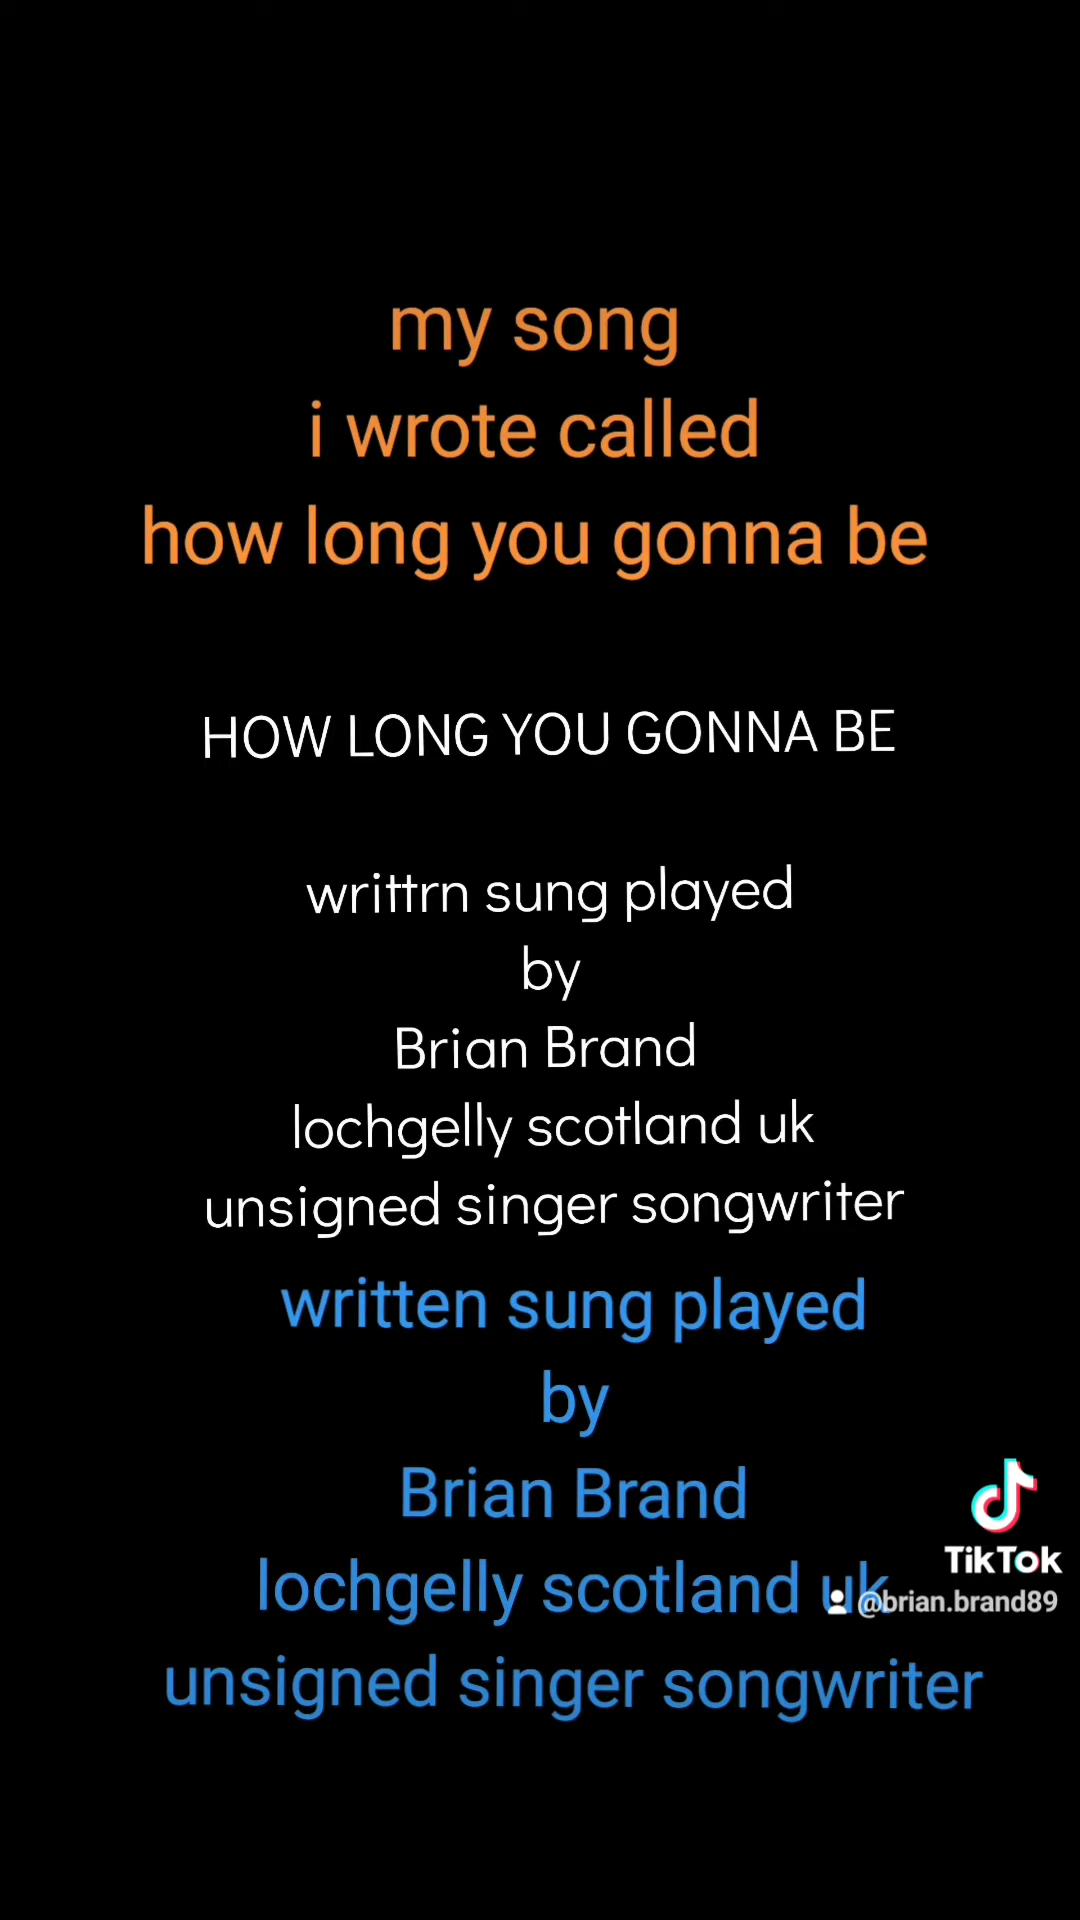 my song
i wrote called
how long you gonna be
HOW LONG YOU GONNA BE
writtrn sung played
by
Brian Brand
lochgelly scotland uk
unsigned singer songwriter
written sung played
by
Brian Brand
lochgelly scotland uk
unsigned singer songwriter
TikTok
@brian.brand89